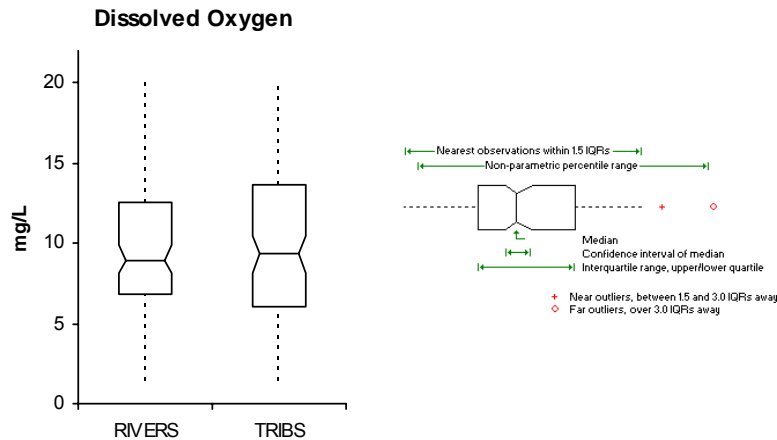 Dissolved Oxygen
mg/L
20
15
10
5
0
RIVERS TRIBS
Nearest observations within 1.5 IQRs
Non-parametric percentile range
Median
Confidence interval of median
Interquartile range, upper/lower quartile
Near outliers, between 1.5 and 3.0 IQRs away
Far outliers, over 3.0 IQRs away